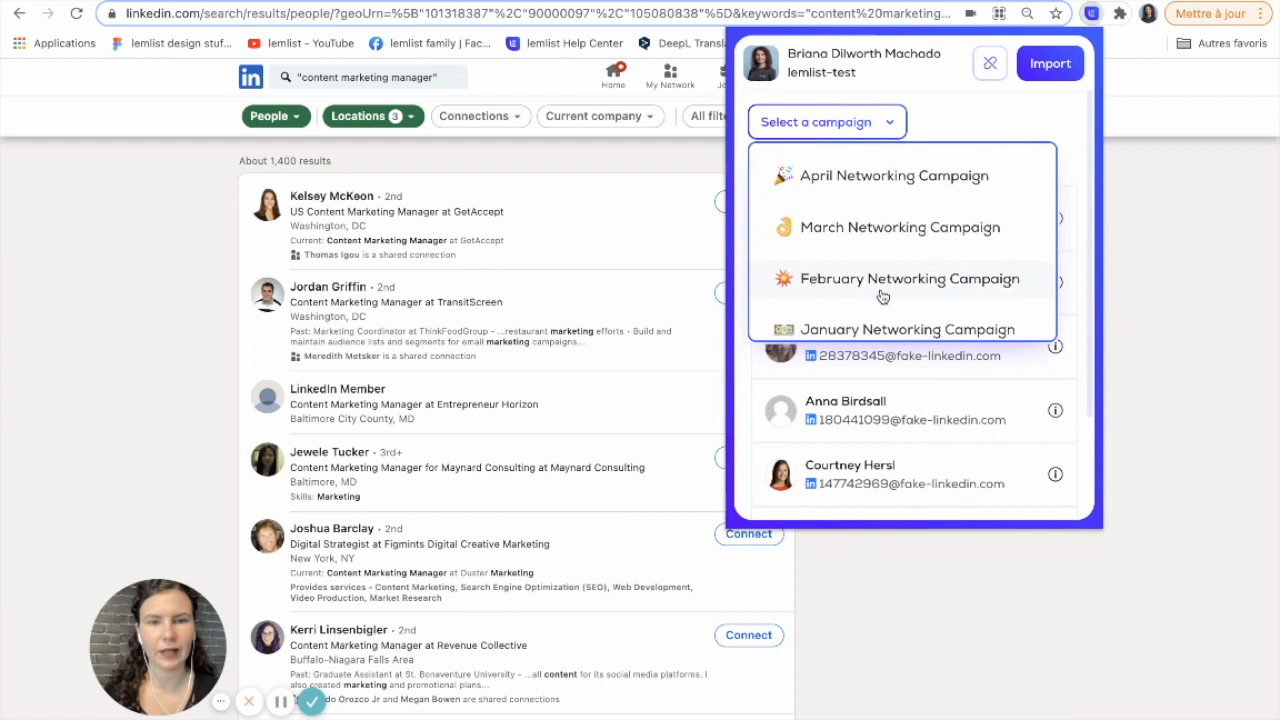 linkedin.com/search/results/people/?geoUrn=%5B"101318387"%2C"90000097"%2C"105080838"%5D&keywords="content%20marketing...
Mettre à jour
Applications
lemlist design stuf...
lemlist - YouTube
lemlist family | Fac...
lemlist Help Center
DeepL Transla
Autres favoris
in
"content marketing manager"
Home
My Network
People
Locations 3
Connections
Current company
All filte
About 1,400 results
Kelsey McKeon • 2nd
US Content Marketing Manager at GetAccept
Washington, DC
Current: Content Marketing Manager at GetAccept
Thomas Igou is a shared connection
Jordan Griffin • 2nd
Content Marketing Manager at TransitScreen
Washington, DC
Past: Marketing Coordinator at ThinkFoodGroup - ...restaurant marketing efforts • Build and
maintain audience lists and segments for email marketing campaigns...
Meredith Metsker is a shared connection
LinkedIn Member
Content Marketing Manager at Entrepreneur Horizon
Baltimore City County, MD
Jewele Tucker • 3rd+
Content Marketing Manager for Maynard Consulting at Maynard Consulting
Baltimore, MD
Skills: Marketing
Joshua Barclay • 2nd
Digital Strategist at Figmints Digital Creative Marketing
New York, NY
Current: Content Marketing Manager at Ouster Marketing
Provides services - Content Marketing, Search Engine Optimization (SEO), Web Development,
Video Production, Market Research
Connect
Kerri Linsenbigler • 2nd
Content Marketing Manager at Revenue Collective
Buffalo-Niagara Falls Area
Past: Graduate Assistant at St. Bonaventure University - ...all content for its social media platforms. I
also created marketing and promotional plans...
do Orozco Jr and Megan Bowen are shared connections
Connect
Briana Dilworth Machado
lemlist-test
Import
Select a campaign
April Networking Campaign
March Networking Campaign
February Networking Campaign
January Networking Campaign
28378345@fake-linkedin.com
Anna Birdsall
180441099@fake-linkedin.com
Courtney Hersl
147742969@fake-linkedin.com